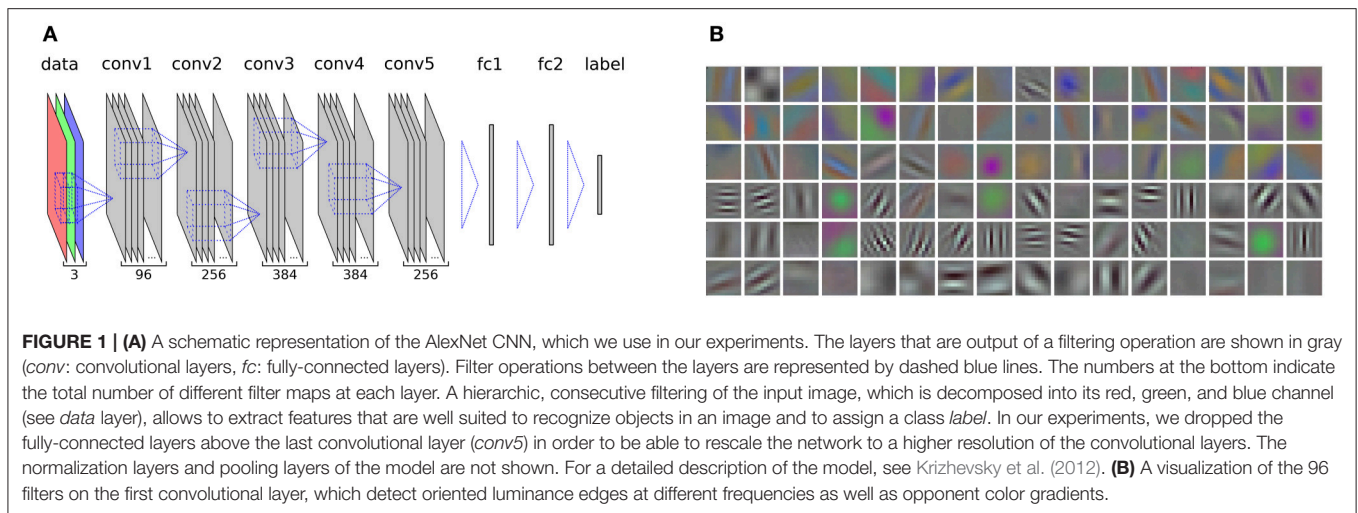 A
B
data conv1 conv2 conv3 conv4 conv5 fc1 fc2 label
... ... ... ... ...
3 96 256 384 384 256
FIGURE 1 | (A) A schematic representation of the AlexNet CNN, which we use in our experiments. The layers that are output of a filtering operation are shown in gray
(conv: convolutional layers, fc: fully-connected layers). Filter operations between the layers are represented by dashed blue lines. The numbers at the bottom indicate
the total number of different filter maps at each layer. A hierarchic, consecutive filtering of the input image, which is decomposed into its red, green, and blue channel
(see data layer), allows to extract features that are well suited to recognize objects in an image and to assign a class label. In our experiments, we dropped the
fully-connected layers above the last convolutional layer (conv5) in order to be able to rescale the network to a higher resolution of the convolutional layers. The
normalization layers and pooling layers of the model are not shown. For a detailed description of the model, see Krizhevsky et al. (2012). (B) A visualization of the 96
filters on the first convolutional layer, which detect oriented luminance edges at different frequencies as well as opponent color gradients.